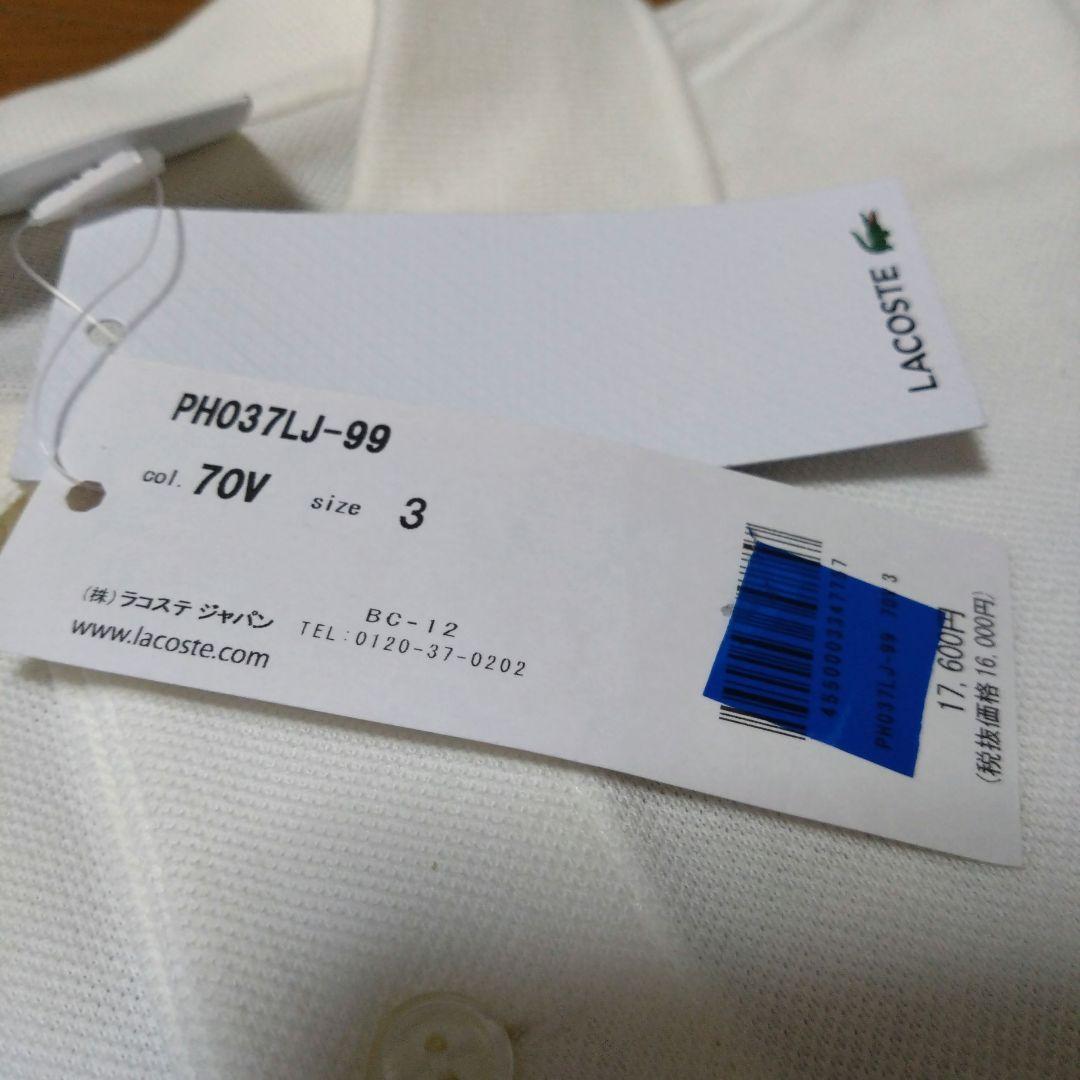 LACOSTE
PH037LJ-99
col. 70V size 3
(株)ラコステ ジャパン BC-12
www.lacoste.com TEL:0120-37-0202
PH037LJ-99 70V 3
17,600円
(税抜価格 16,000円)